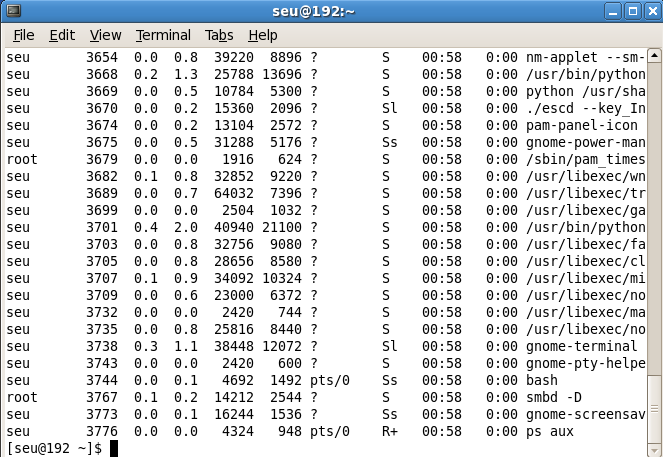 seu@192:~
File Edit View Terminal Tabs Help
seu 3654 0.0 0.8 39220 8896 ? S 00:58 0:00 nm-applet --sm-
seu 3668 0.2 1.3 25788 13696 ? S 00:58 0:00 /usr/bin/python
seu 3669 0.0 0.5 10784 5300 ? S 00:58 0:00 python /usr/sha
seu 3670 0.0 0.2 15360 2096 ? Sl 00:58 0:00 ./escd --key_In
seu 3674 0.0 0.2 13104 2572 ? S 00:58 0:00 pam-panel-icon
seu 3675 0.0 0.5 31288 5176 ? Ss 00:58 0:00 gnome-power-man
root 3679 0.0 0.0 1916 624 ? S 00:58 0:00 /sbin/pam_times
seu 3682 0.1 0.8 32852 9220 ? S 00:58 0:00 /usr/libexec/wn
seu 3689 0.0 0.7 64032 7396 ? S 00:58 0:00 /usr/libexec/tr
seu 3699 0.0 0.0 2504 1032 ? S 00:58 0:00 /usr/libexec/ga
seu 3701 0.4 2.0 40940 21100 ? S 00:58 0:00 /usr/bin/python
seu 3703 0.0 0.8 32756 9080 ? S 00:58 0:00 /usr/libexec/fa
seu 3705 0.0 0.8 28656 8580 ? S 00:58 0:00 /usr/libexec/cl
seu 3707 0.1 0.9 34092 10324 ? S 00:58 0:00 /usr/libexec/mi
seu 3709 0.0 0.6 23000 6372 ? S 00:58 0:00 /usr/libexec/no
seu 3732 0.0 0.0 2420 744 ? S 00:58 0:00 /usr/libexec/ma
seu 3735 0.0 0.8 25816 8440 ? S 00:58 0:00 /usr/libexec/no
seu 3738 0.3 1.1 38448 12072 ? Sl 00:58 0:00 gnome-terminal
seu 3743 0.0 0.0 2420 600 ? S 00:58 0:00 gnome-pty-helpe
seu 3744 0.0 0.1 4692 1492 pts/0 Ss 00:58 0:00 bash
root 3767 0.1 0.2 14212 2544 ? S 00:58 0:00 smbd -D
seu 3773 0.0 0.1 16244 1536 ? Ss 00:58 0:00 gnome-screensav
seu 3776 0.0 0.0 4324 948 pts/0 R+ 00:58 0:00 ps aux
[seu@192 ~]$